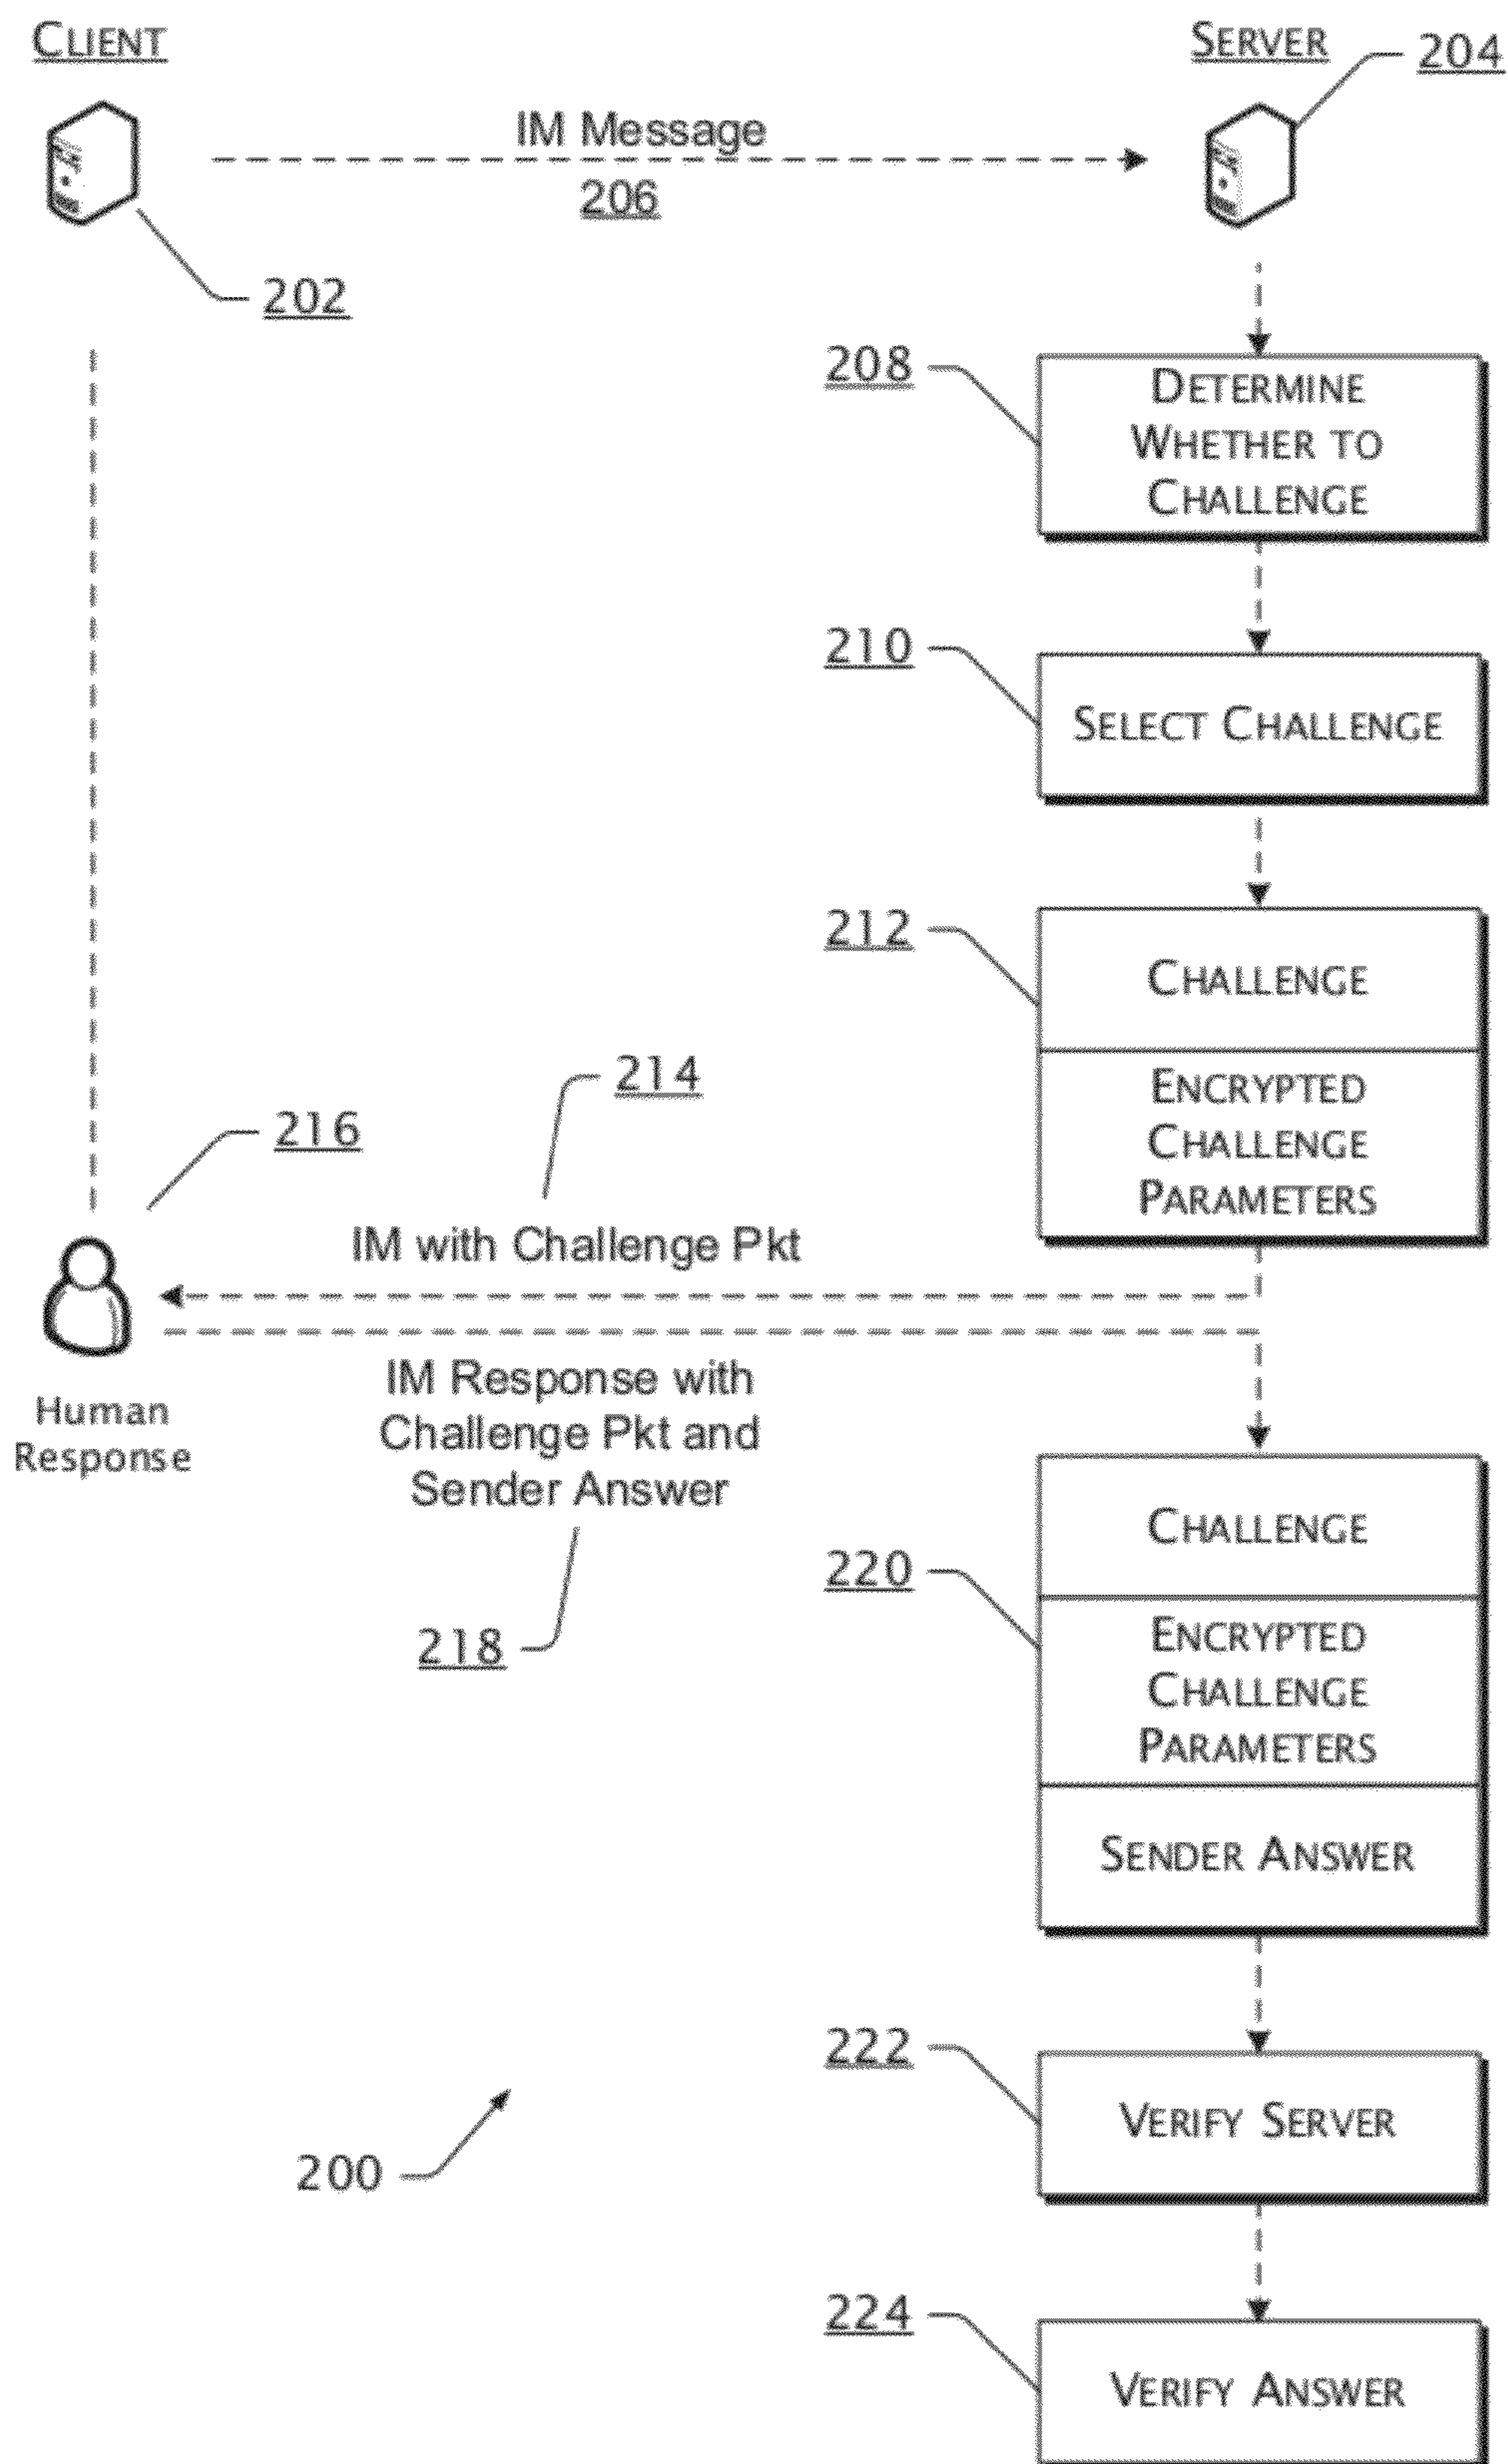 CLIENT
SERVER
204
IM Message
206
202
208
DETERMINE
WHETHER TO
CHALLENGE
210
SELECT CHALLENGE
212
CHALLENGE
ENCRYPTED
CHALLENGE
PARAMETERS
214
216
IM with Challenge Pkt
Human
Response
IM Response with
Challenge Pkt and
Sender Answer
218
220
CHALLENGE
ENCRYPTED
CHALLENGE
PARAMETERS
SENDER ANSWER
222
VERIFY SERVER
200
224
VERIFY ANSWER